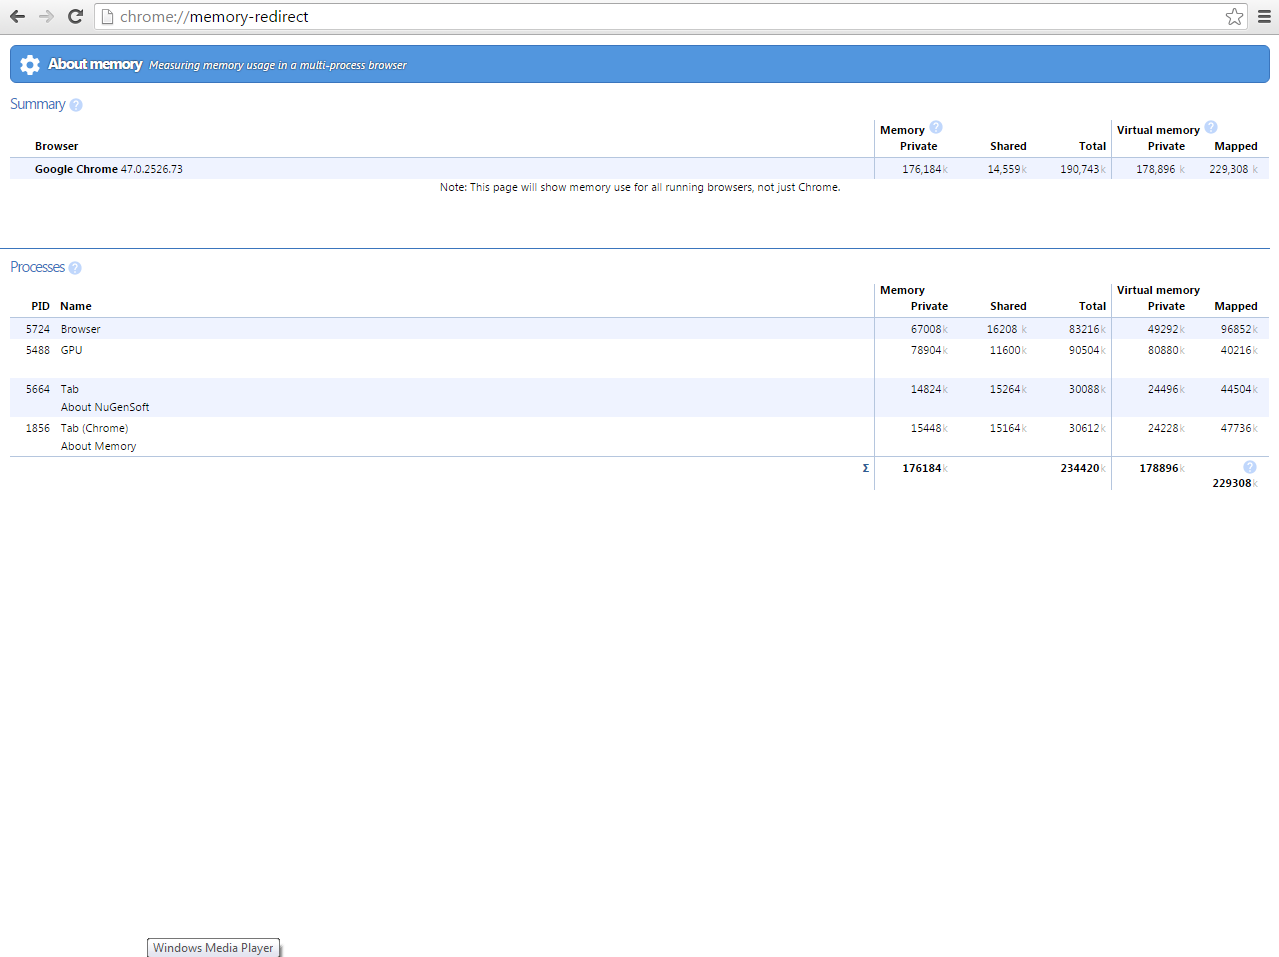 chrome://memory-redirect
About memory Measuring memory usage in a multi-process browser
Summary ?
Memory ? Virtual memory ?
Browser Private Shared Total Private Mapped
Google Chrome 47.0.2526.73 176,184k 14,559k 190,743k 178,896 k 229,308 k
Note: This page will show memory use for all running browsers, not just Chrome.
Processes ?
Memory Virtual memory
PID Name Private Shared Total Private Mapped
5724 Browser 67008k 16208 k 83216k 49292k 96852k
5488 GPU 78904k 11600k 90504k 80880k 40216k
5664 Tab 14824k 15264k 30088k 24496k 44504k
About NuGenSoft
1856 Tab (Chrome) 15448k 15164k 30612k 24228k 47736k
About Memory
Σ 176184k 234420k 178896k ?
229308k
Windows Media Player